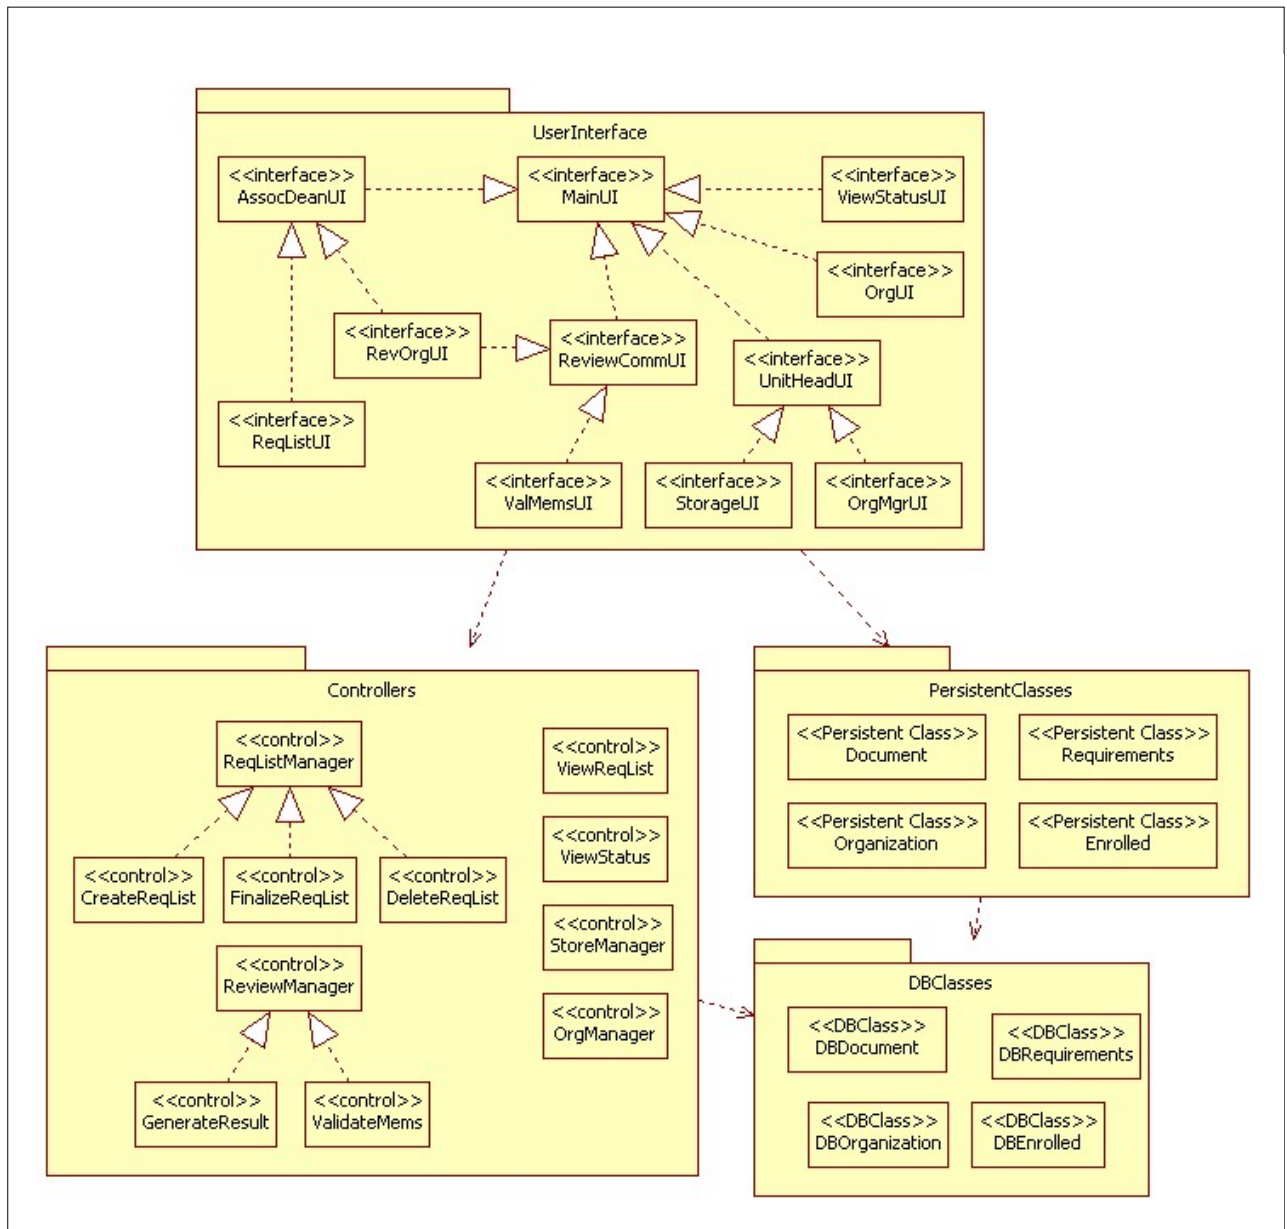 UserInterface
<<interface>>
AssocDeanUI
<<interface>>
MainUI
<<interface>>
ViewStatusUI
<<interface>>
OrgUI
<<interface>>
RevOrgUI
<<interface>>
ReviewCommUI
<<interface>>
UnitHeadUI
<<interface>>
ReqListUI
<<interface>>
ValMemsUI
<<interface>>
StorageUI
<<interface>>
OrgMgrUI
Controllers
<<control>>
ReqListManager
<<control>>
ViewReqList
<<control>>
ViewStatus
<<control>>
CreateReqList
<<control>>
FinalizeReqList
<<control>>
DeleteReqList
<<control>>
StoreManager
<<control>>
ReviewManager
<<control>>
OrgManager
<<control>>
GenerateResult
<<control>>
ValidateMems
PersistentClasses
<<Persistent Class>>
Document
<<Persistent Class>>
Requirements
<<Persistent Class>>
Organization
<<Persistent Class>>
Enrolled
DBClasses
<<DBClass>>
DBDocument
<<DBClass>>
DBRequirements
<<DBClass>>
DBOrganization
<<DBClass>>
DBEnrolled